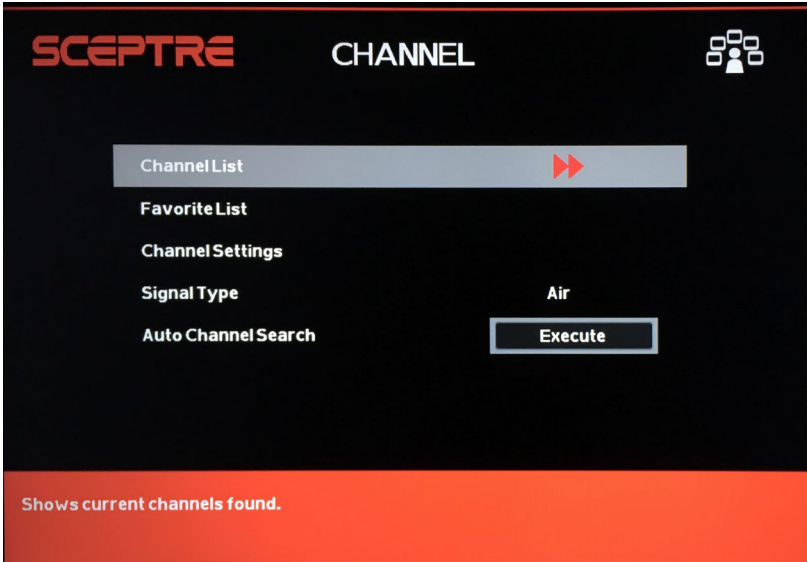 SCEPTRE CHANNEL
Channel List
Favorite List
Channel Settings
Signal Type Air
Auto Channel Search Execute
Shows current channels found.